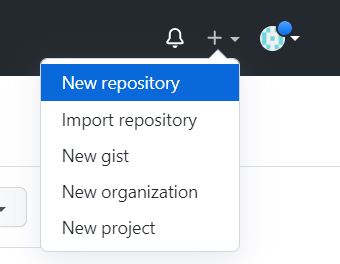 New repository
Import repository
New gist
New organization
New project